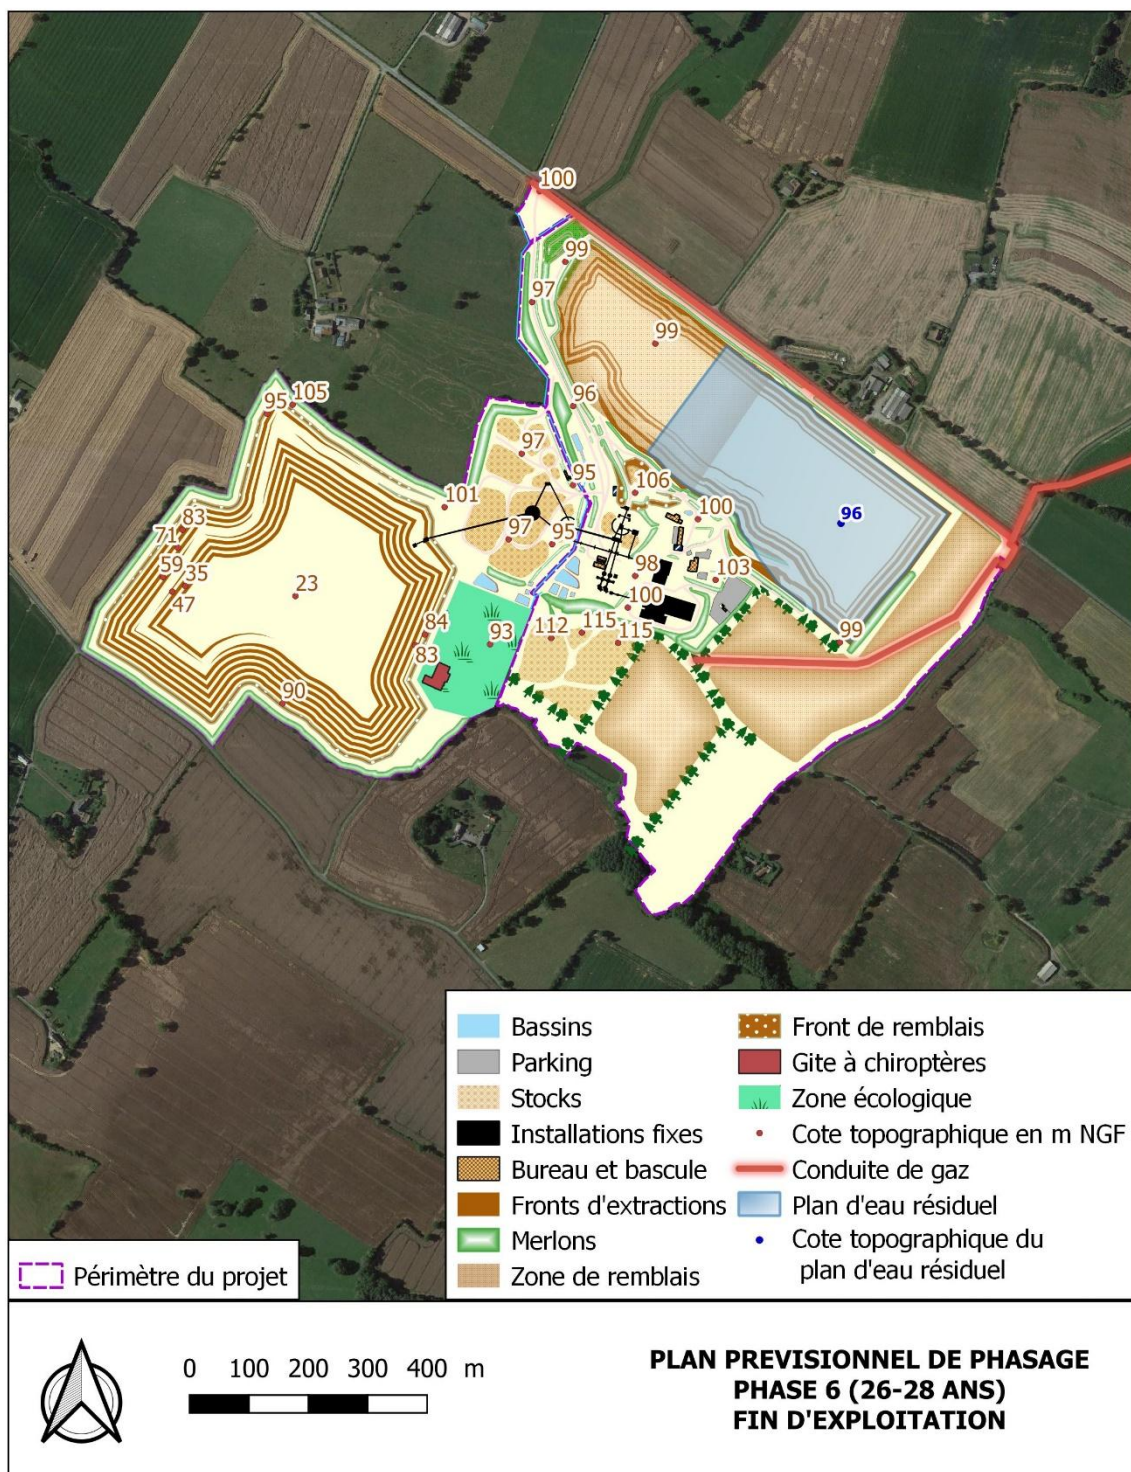 100
99
97
99
96
105
95
97
95
106
101
100
96
83
97
95
71
98
103
59
35
23
47
100
84
115
93
112
115
99
83
90
Bassins
Parking
Stocks
Installations fixes
Bureau et bascule
Fronts d'extractions
Merlons
Zone de remblais
Front de remblais
Gite à chiroptères
Zone écologique
Cote topographique en m NGF
Conduite de gaz
Plan d'eau résiduel
Cote topographique du
plan d'eau résiduel
Périmètre du projet
0 100 200 300 400 m
PLAN PREVISIONNEL DE PHASAGE
PHASE 6 (26-28 ANS)
FIN D'EXPLOITATION